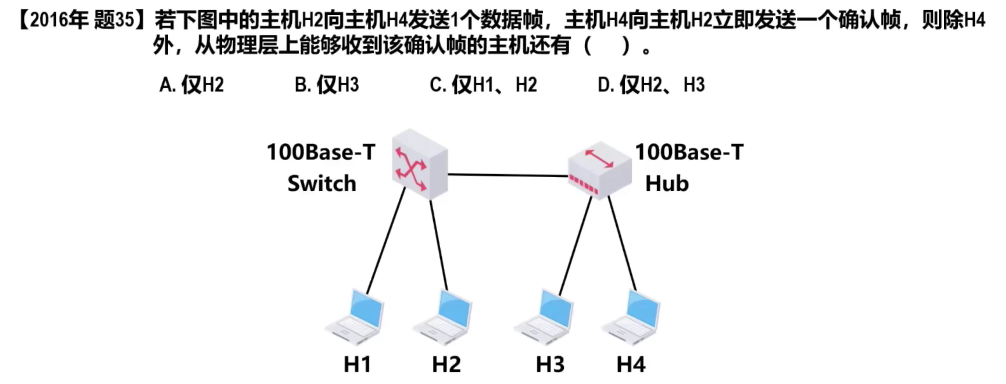 【2016年 题35】若下图中的主机H2向主机H4发送1个数据帧，主机H4向主机H2立即发送一个确认帧，则除H4
外，从物理层上能够收到该确认帧的主机还有（ ）。
A. 仅H2 B. 仅H3 C. 仅H1、H2 D. 仅H2、H3
100Base-T
Switch
100Base-T
Hub
H1 H2 H3 H4